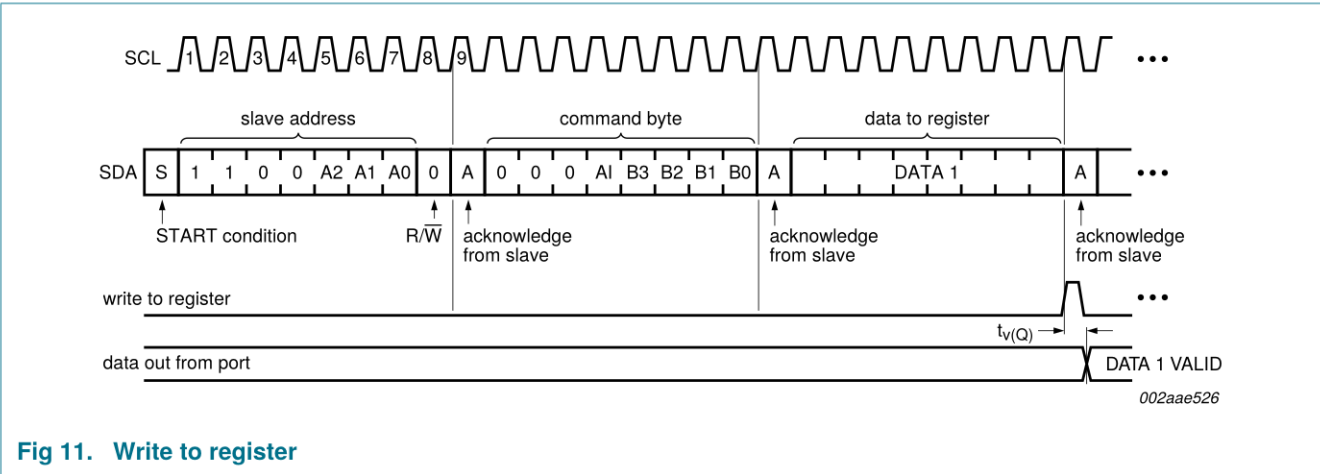 SCL 1 2 3 4 5 6 7 8 9 •••
slave address command byte data to register
SDA S 1 1 0 0 A2 A1 A0 0 A 0 0 0 AI B3 B2 B1 B0 A DATA 1 A •••
START condition R/W̅ acknowledge acknowledge acknowledge
from slave from slave from slave
write to register •••
tv(Q)
data out from port DATA 1 VALID
002aae526
Fig 11. Write to register